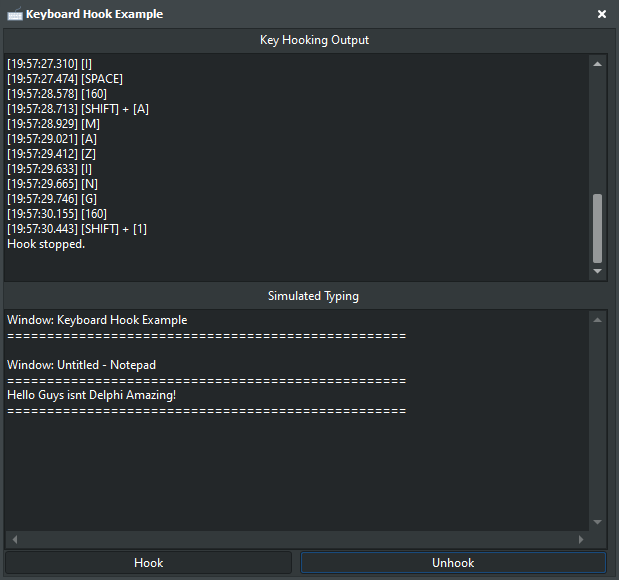 Keyboard Hook Example
Key Hooking Output
[19:57:27.310] [I]
[19:57:27.474] [SPACE]
[19:57:28.578] [160]
[19:57:28.713] [SHIFT] + [A]
[19:57:28.929] [M]
[19:57:29.021] [A]
[19:57:29.412] [Z]
[19:57:29.633] [I]
[19:57:29.665] [N]
[19:57:29.746] [G]
[19:57:30.155] [160]
[19:57:30.443] [SHIFT] + [1]
Hook stopped.
Simulated Typing
Window: Keyboard Hook Example
==================================================
Window: Untitled - Notepad
==================================================
Hello Guys isnt Delphi Amazing!
==================================================
Hook
Unhook